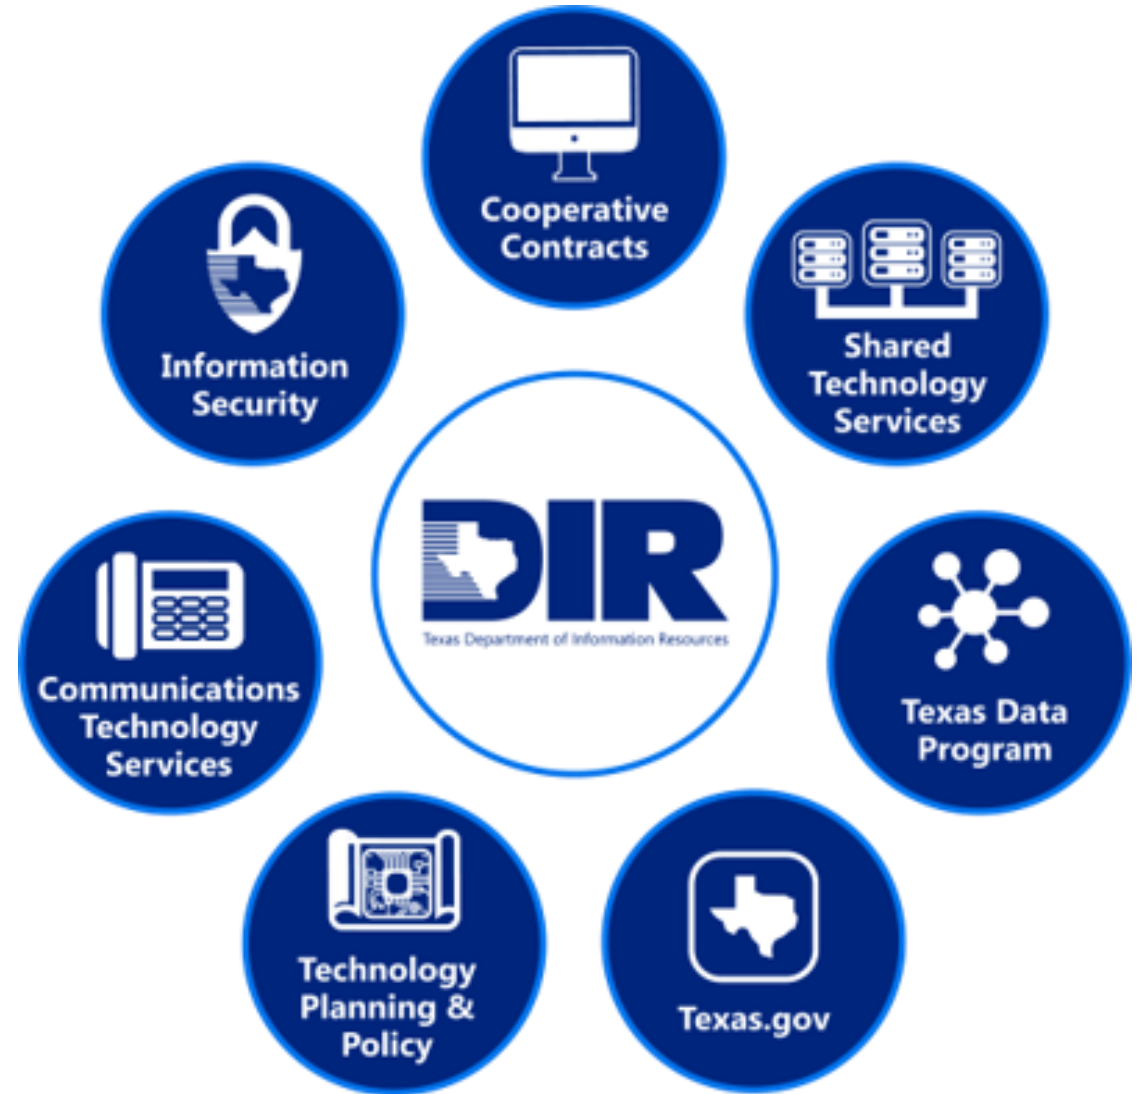 Cooperative
Contracts
Shared
Technology
Services
Texas Data
Program
Texas.gov
Technology
Planning &
Policy
Communications
Technology
Services
Information
Security
DIR
Texas Department of Information Resources